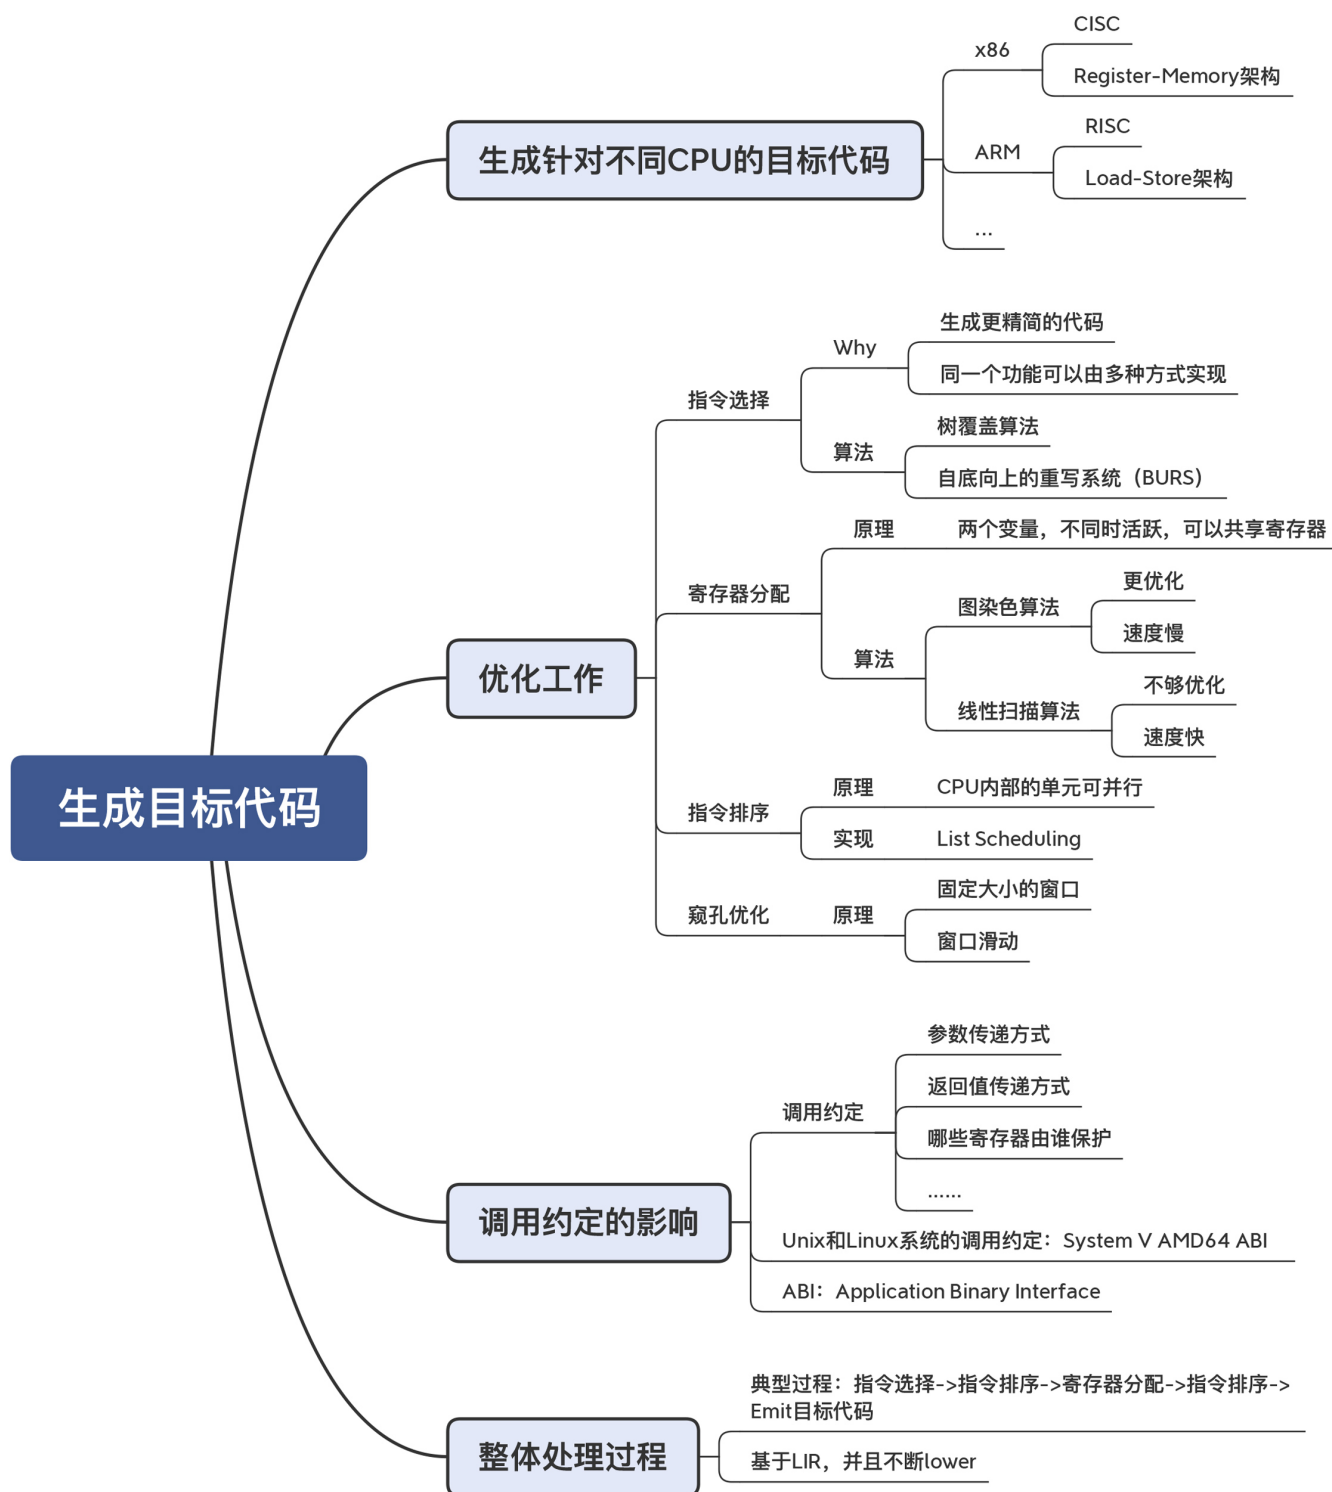 生成目标代码
生成针对不同CPU的目标代码
x86
CISC
Register-Memory架构
ARM
RISC
Load-Store架构
...
优化工作
指令选择
Why
生成更精简的代码
同一个功能可以由多种方式实现
算法
树覆盖算法
自底向上的重写系统（BURS）
寄存器分配
原理
两个变量，不同时活跃，可以共享寄存器
算法
图染色算法
更优化
速度慢
线性扫描算法
不够优化
速度快
指令排序
原理
CPU内部的单元可并行
实现
List Scheduling
窥孔优化
原理
固定大小的窗口
窗口滑动
调用约定的影响
调用约定
参数传递方式
返回值传递方式
哪些寄存器由谁保护
......
Unix和Linux系统的调用约定：System V AMD64 ABI
ABI：Application Binary Interface
整体处理过程
典型过程：指令选择->指令排序->寄存器分配->指令排序->
Emit目标代码
基于LIR，并且不断lower